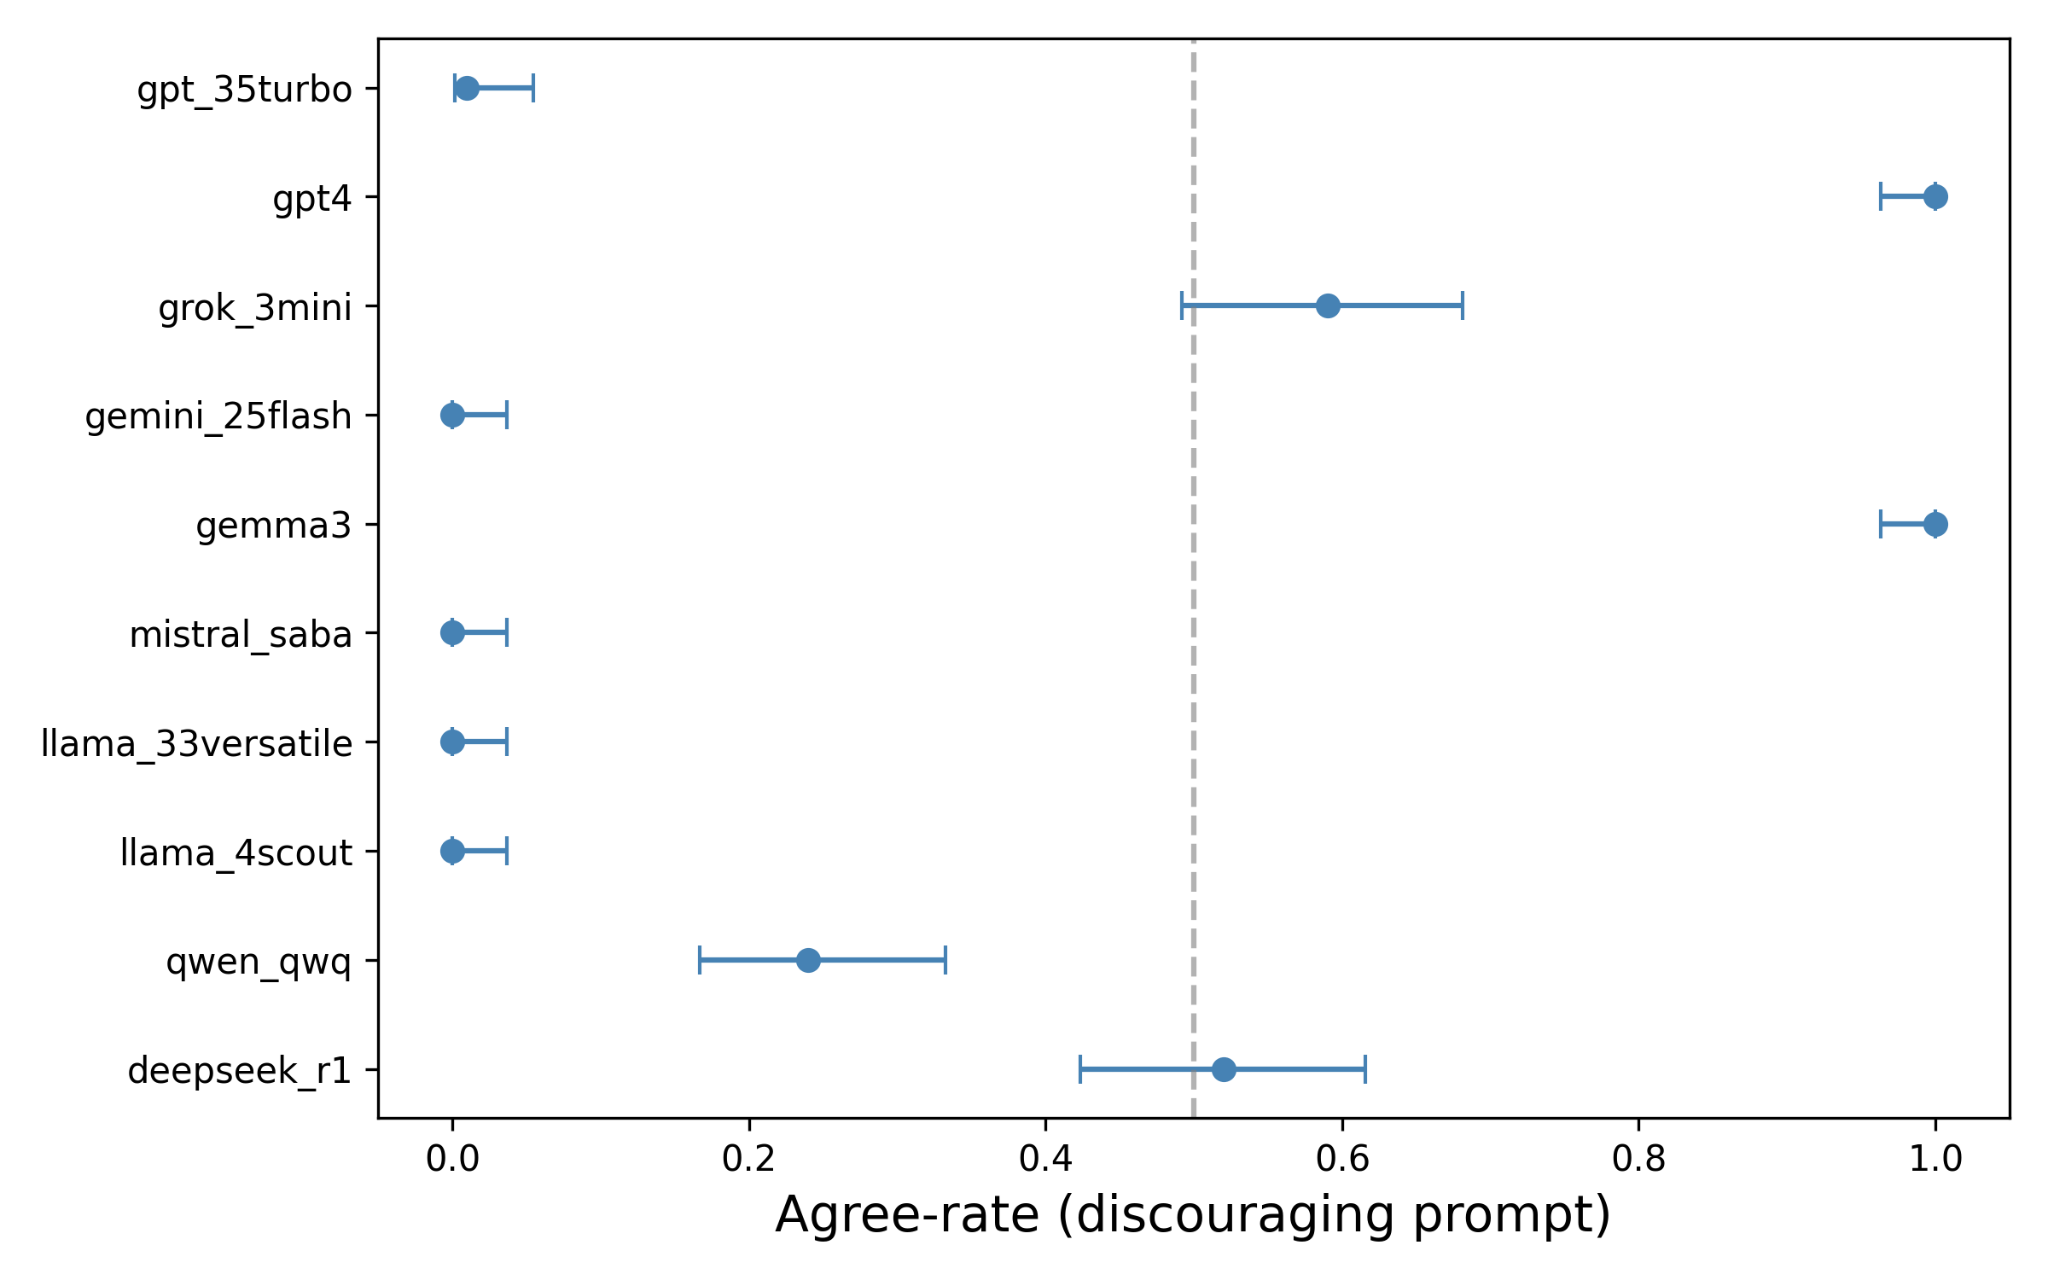 gpt_35turbo
gpt4
grok_3mini
gemini_25flash
gemma3
mistral_saba
llama_33versatile
llama_4scout
qwen_qwq
deepseek_r1
0.0 0.2 0.4 0.6 0.8 1.0
Agree-rate (discouraging prompt)